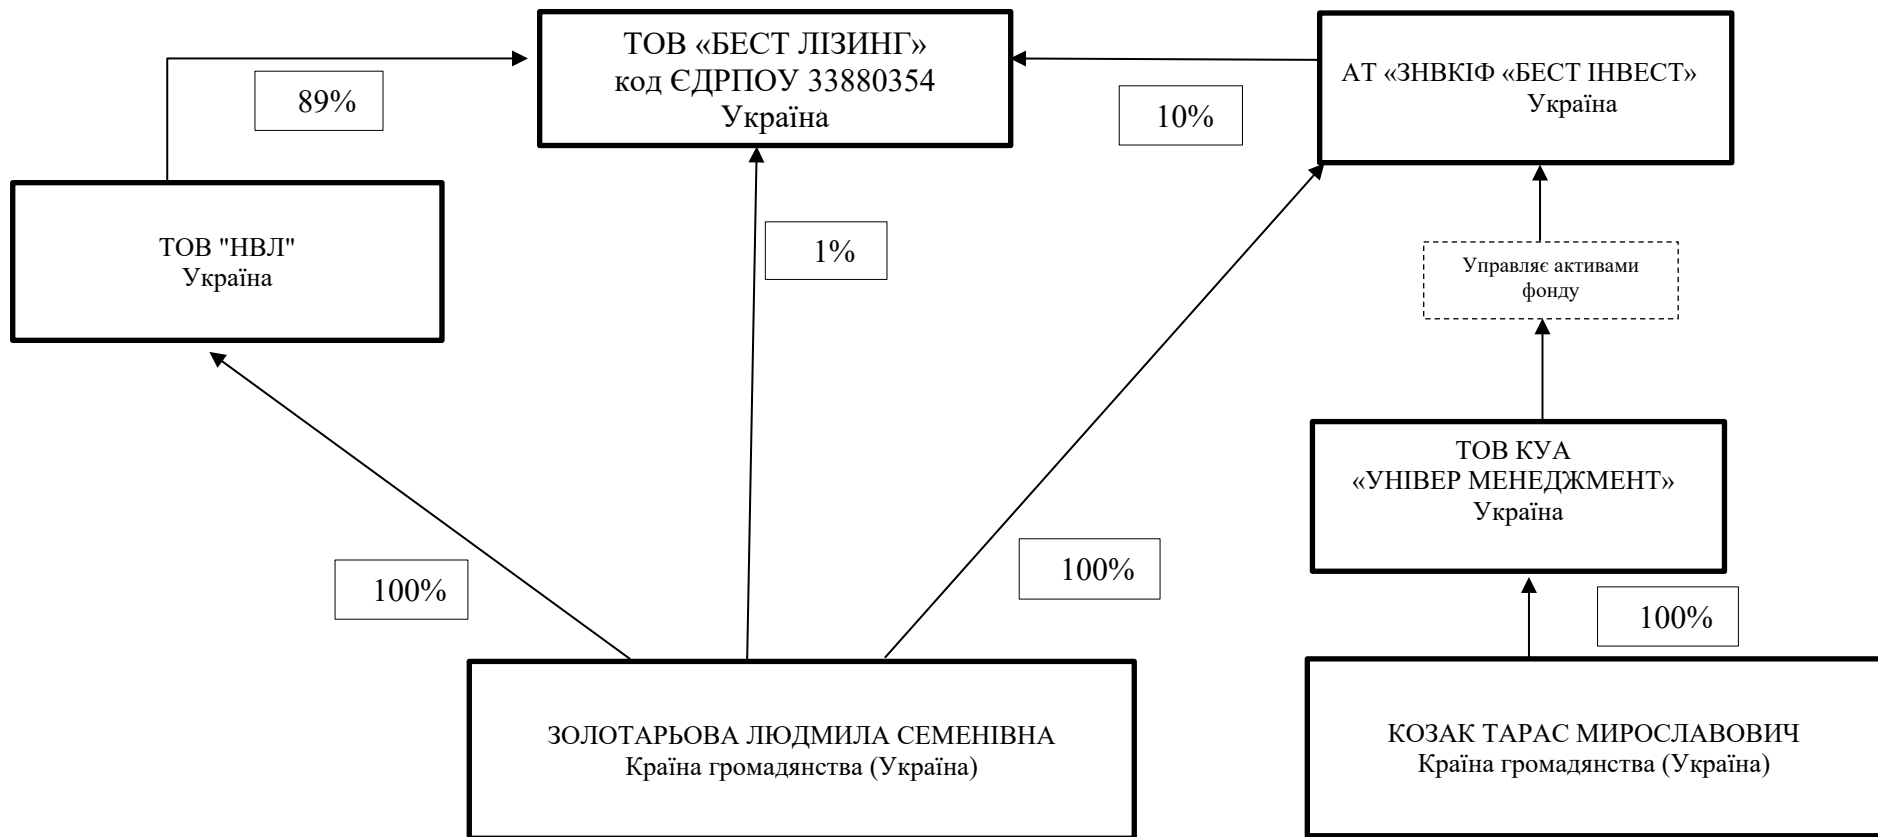 ТОВ «БЕСТ ЛІЗИНГ»
код ЄДРПОУ 33880354
Україна
АТ «ЗНВКІФ «БЕСТ ІНВЕСТ»
Україна
89%
10%
ТОВ "НВЛ"
Україна
1%
Управляє активами
фонду
ТОВ КУА
«УНІВЕР МЕНЕДЖМЕНТ»
Україна
100%
100%
100%
ЗОЛОТАРЬОВА ЛЮДМИЛА СЕМЕНІВНА
Країна громадянства (Україна)
КОЗАК ТАРАС МИРОСЛАВОВИЧ
Країна громадянства (Україна)